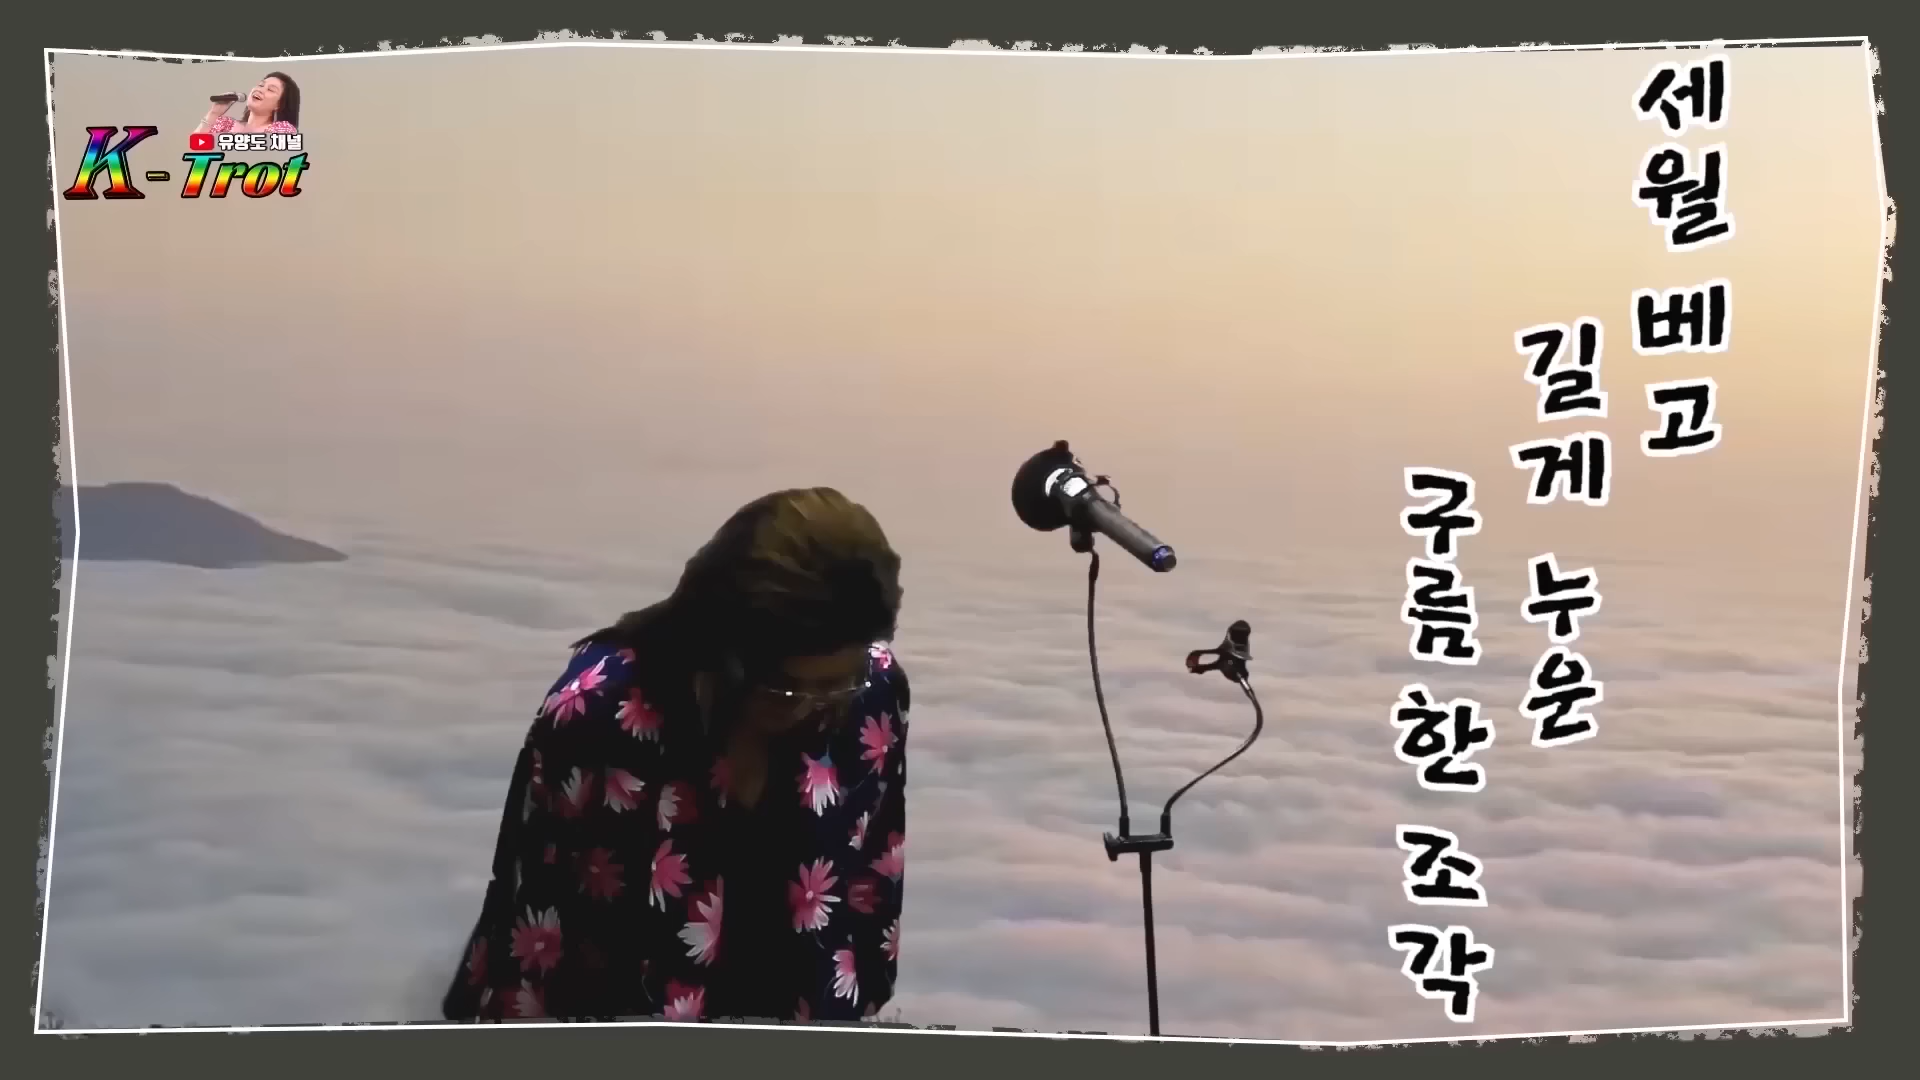 유양도 채널
K-Trot
세월 베고
길게 누운
구름 한 조각